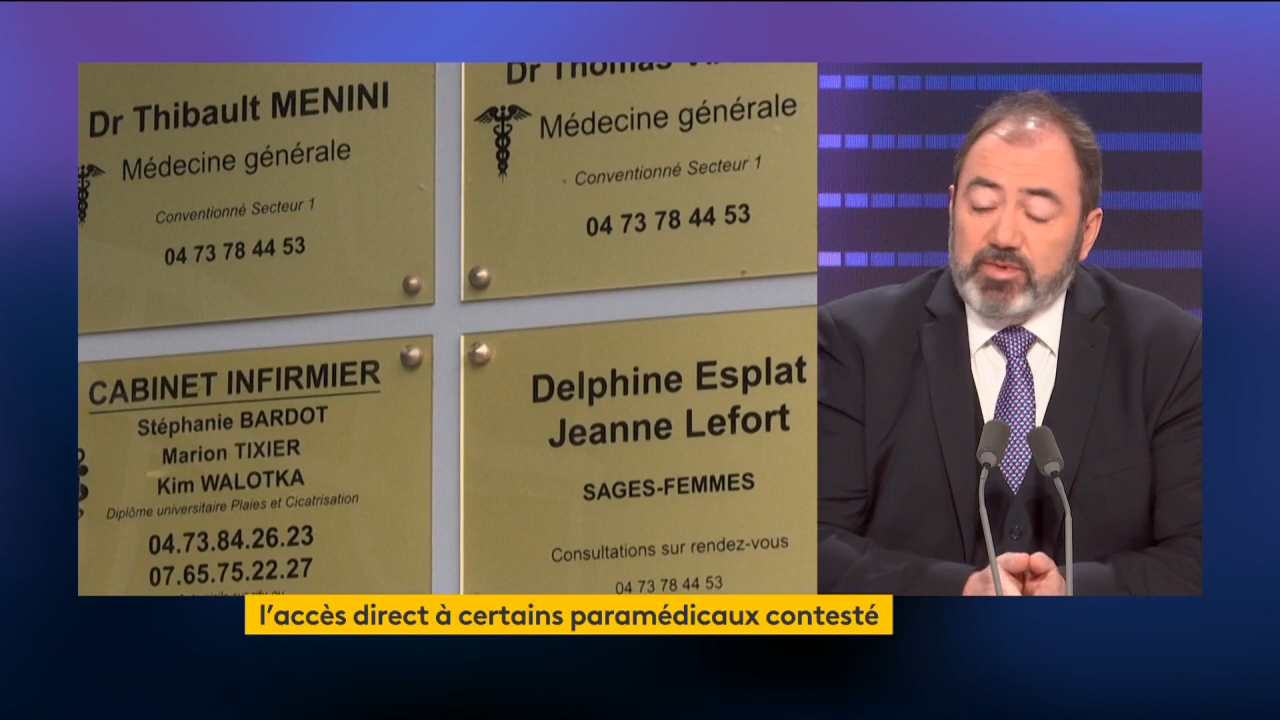 Dr Thibault MENINI
Médecine générale
Conventionné Secteur 1
04 73 78 44 53
Dr Thomas
Médecine générale
Conventionné Secteur 1
04 73 78 44 53
CABINET INFIRMIER
Stéphanie BARDOT
Marion TIXIER
Kim WALOTKA
Diplôme universitaire Plaies et Cicatrisation
04.73.84.26.23
07.65.75.22.27
Delphine Esplat
Jeanne Lefort
SAGES-FEMMES
Consultations sur rendez-vous
04 73 78 44 53
l'accès direct à certains paramédicaux contesté